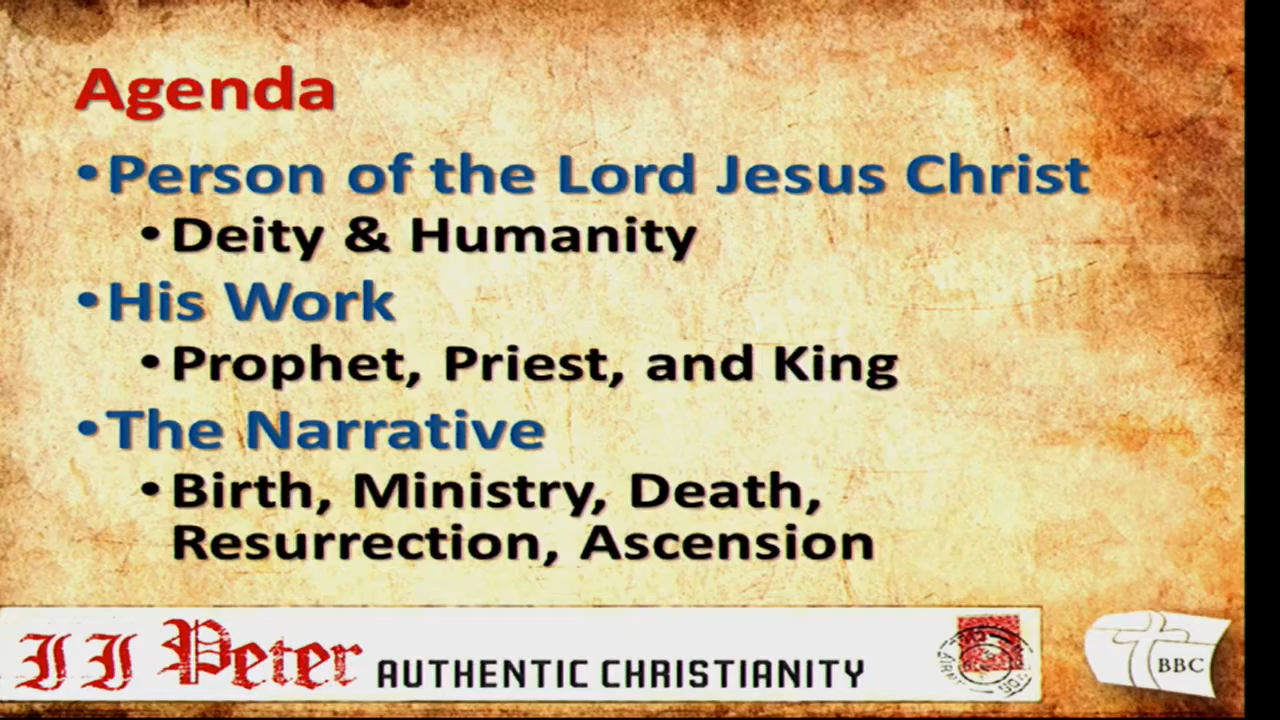 Agenda
•Person of the Lord Jesus Christ
•Deity & Humanity
•His Work
•Prophet, Priest, and King
•The Narrative
•Birth, Ministry, Death,
Resurrection, Ascension
II Peter AUTHENTIC CHRISTIANITY
BBC